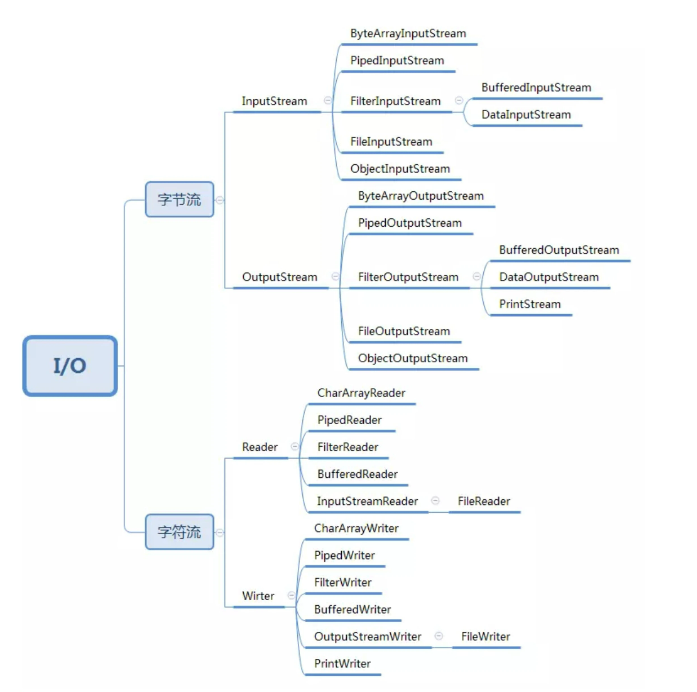 I/O
字节流
InputStream
ByteArrayInputStream
PipedInputStream
FilterInputStream
BufferedInputStream
DataInputStream
FileInputStream
ObjectInputStream
OutputStream
ByteArrayOutputStream
PipedOutputStream
FilterOutputStream
BufferedOutputStream
DataOutputStream
PrintStream
FileOutputStream
ObjectOutputStream
字符流
Reader
CharArrayReader
PipedReader
FilterReader
BufferedReader
InputStreamReader
FileReader
Wirter
CharArrayWriter
PipedWriter
FilterWriter
BufferedWriter
OutputStreamWriter
FileWriter
PrintWriter